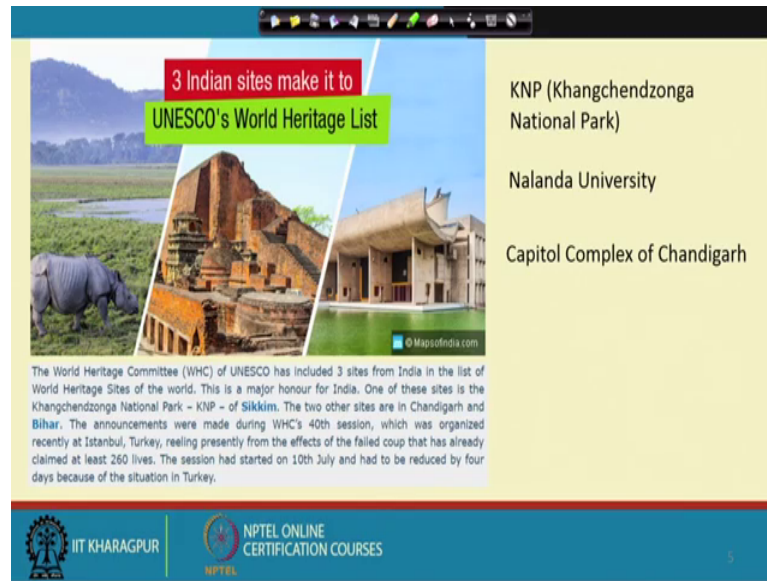 3 Indian sites make it to
UNESCO's World Heritage List
© Mapsofindia.com
KNP (Khangchendzonga
National Park)
Nalanda University
Capitol Complex of Chandigarh
The World Heritage Committee (WHC) of UNESCO has included 3 sites from India in the list of
World Heritage Sites of the world. This is a major honour for India. One of these sites is the
Khangchendzonga National Park – KNP – of Sikkim. The two other sites are in Chandigarh and
Bihar. The announcements were made during WHC's 40th session, which was organized
recently at Istanbul, Turkey, reeling presently from the effects of the failed coup that has already
claimed at least 260 lives. The session had started on 10th July and had to be reduced by four
days because of the situation in Turkey.
IIT KHARAGPUR
NPTEL
NPTEL ONLINE
CERTIFICATION COURSES
5